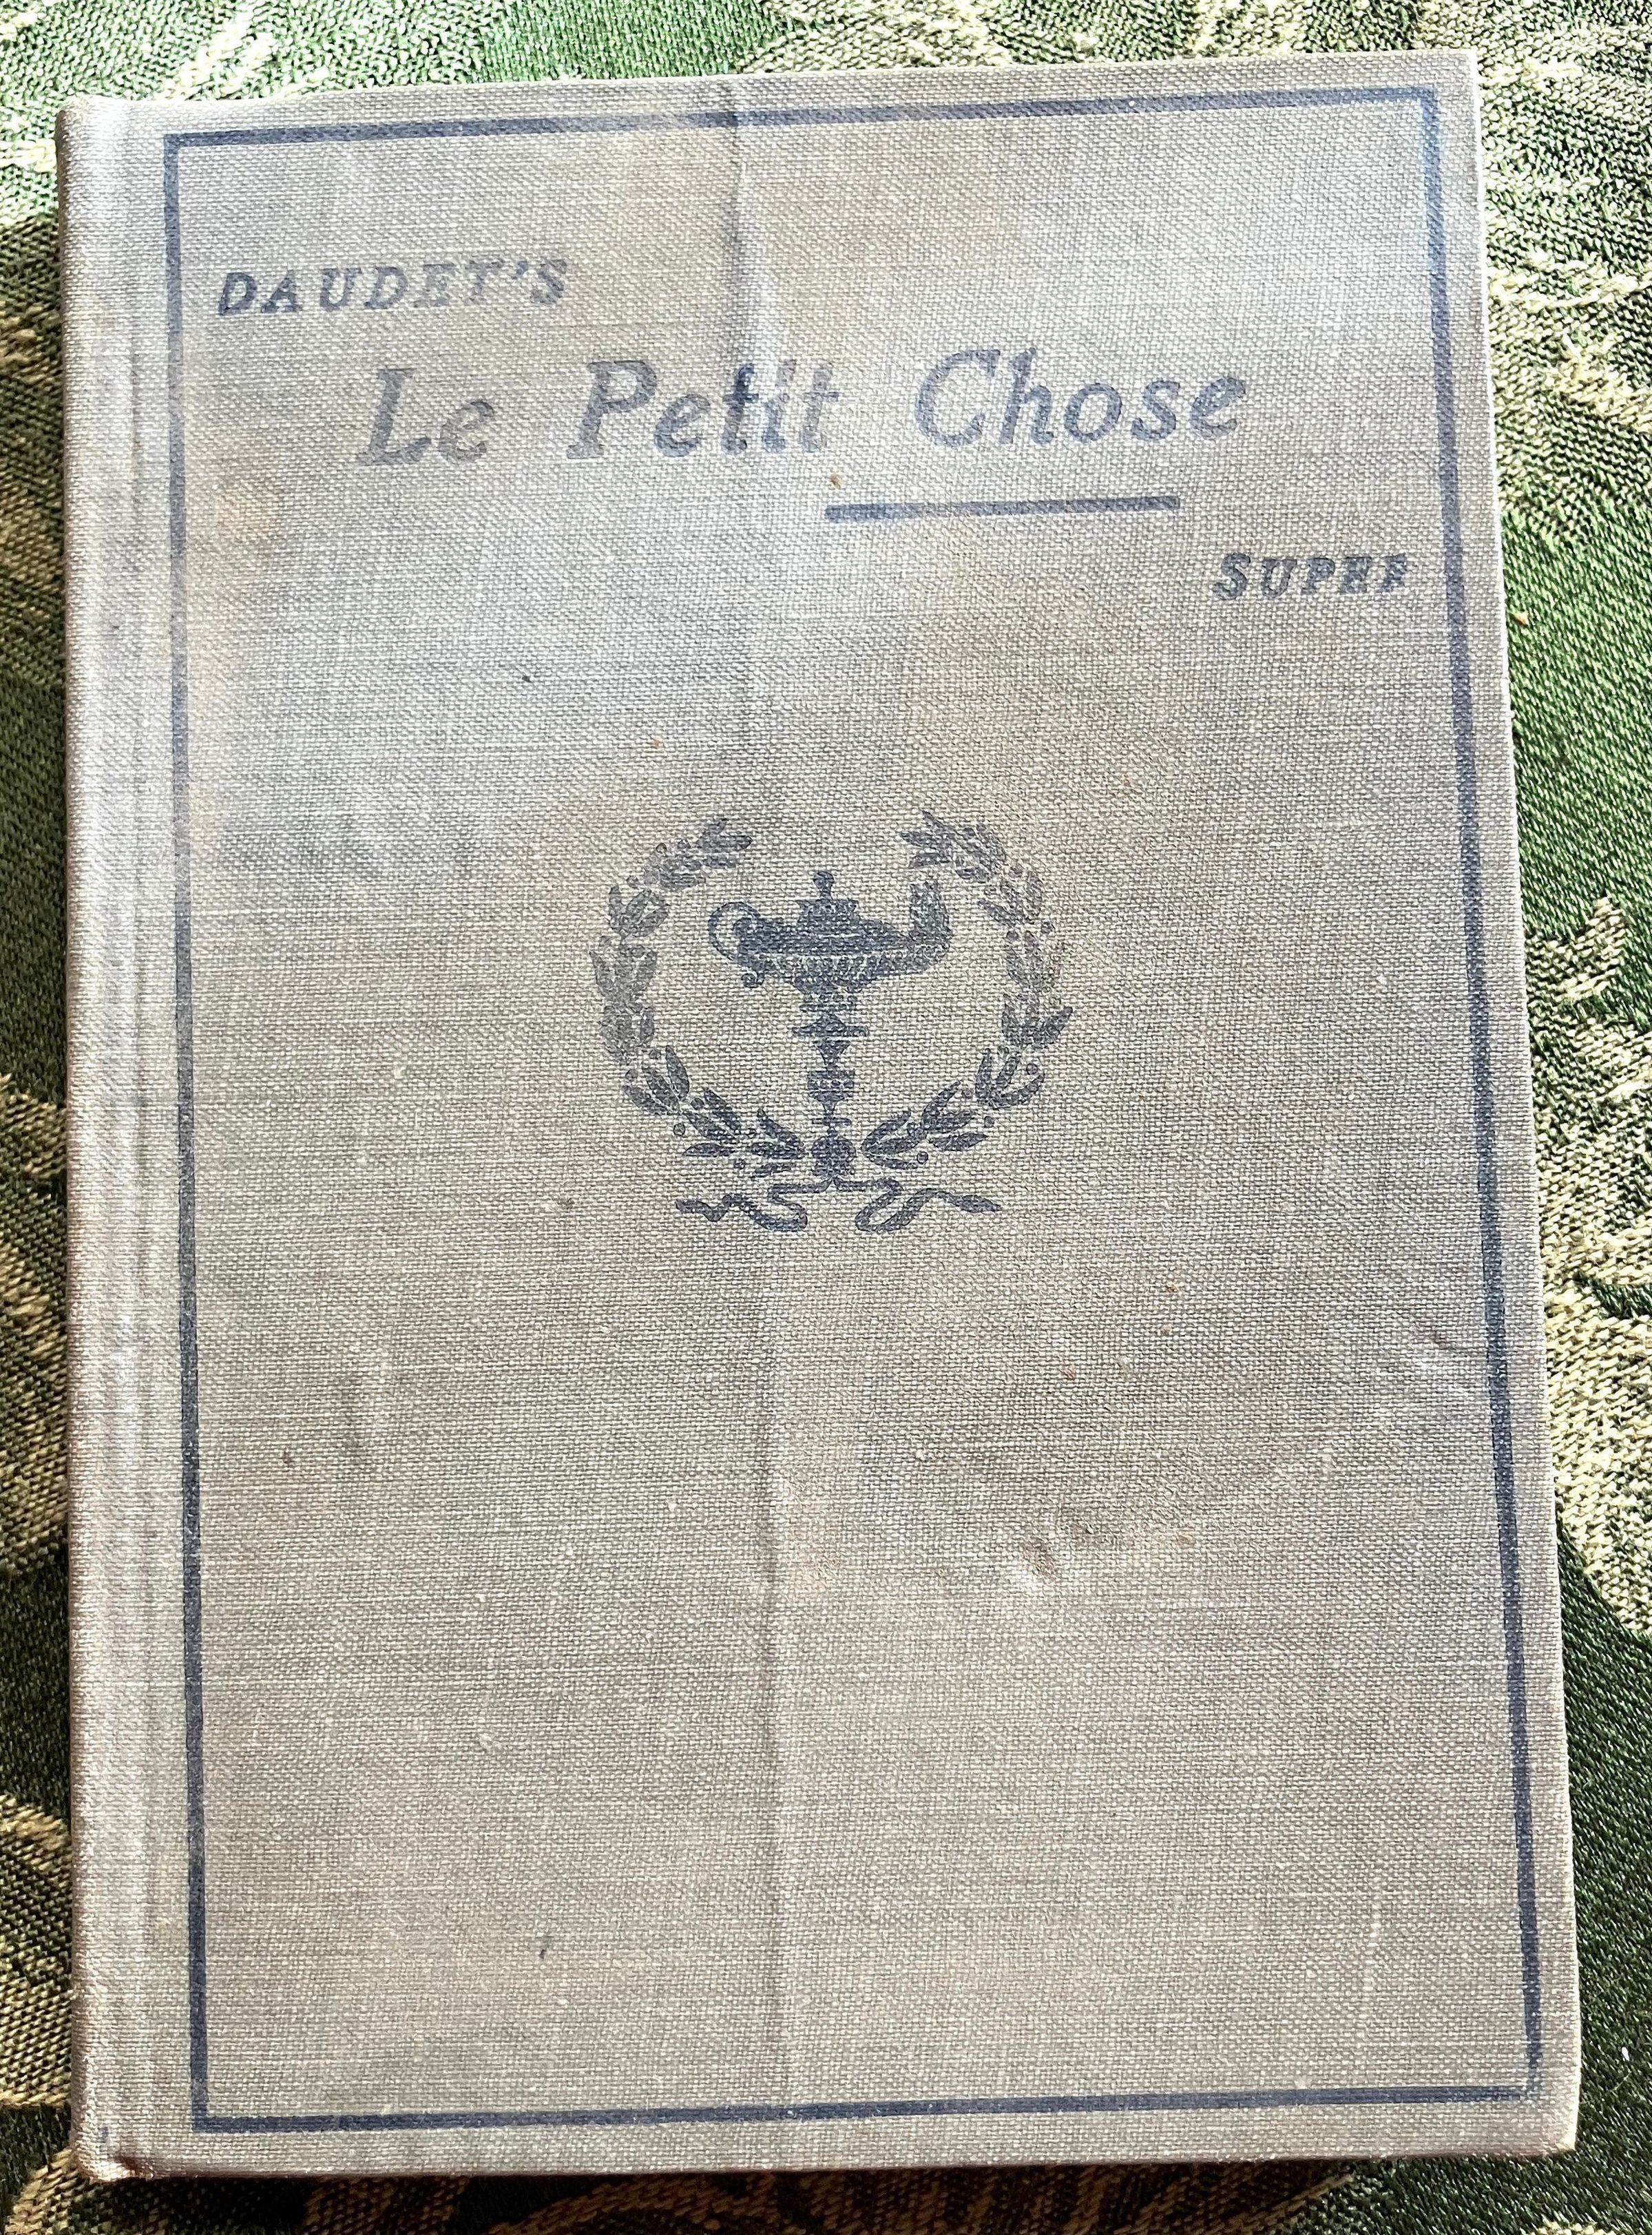 DAUDET'S
Le Petit Chose
SUPER